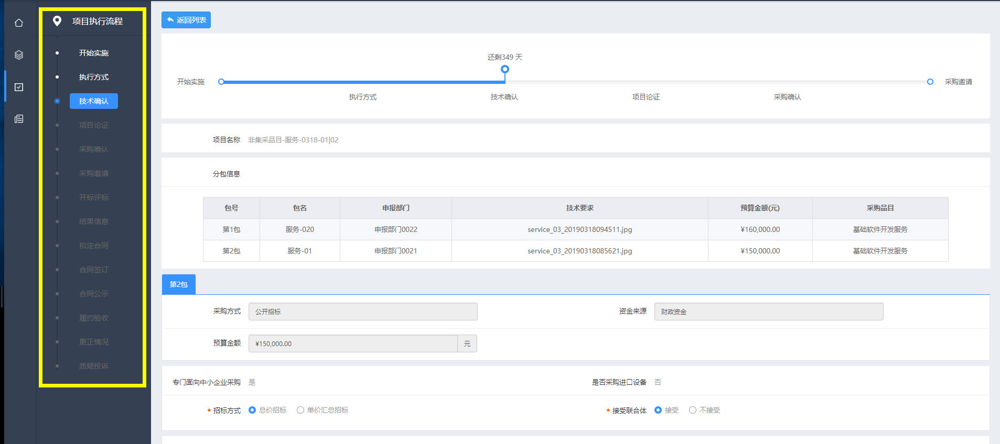 项目执行流程
开始实施
执行方式
技术确认
项目论证
采购确认
采购邀请
开标评标
结果信息
拟定合同
合同签订
合同公示
履约验收
更正情况
质疑投诉
返回列表
还剩349 天
开始实施
采购邀请
执行方式 技术确认 项目论证 采购确认
项目名称 非集采品目-服务-0318-01|02
分包信息
包号 包名 申报部门 技术要求 预算金额(元) 采购品目
第1包 服务-020 申报部门0022 service_03_20190318094511.jpg ¥160,000.00 基础软件开发服务
第2包 服务-01 申报部门0021 service_03_20190318085621.jpg ¥150,000.00 基础软件开发服务
第2包
采购方式 公开招标 资金来源 财政资金
预算金额 ¥150,000.00 元
专门面向中小企业采购 是 是否采购进口设备 否
* 招标方式 总价招标 单价汇总招标 * 接受联合体 接受 不接受